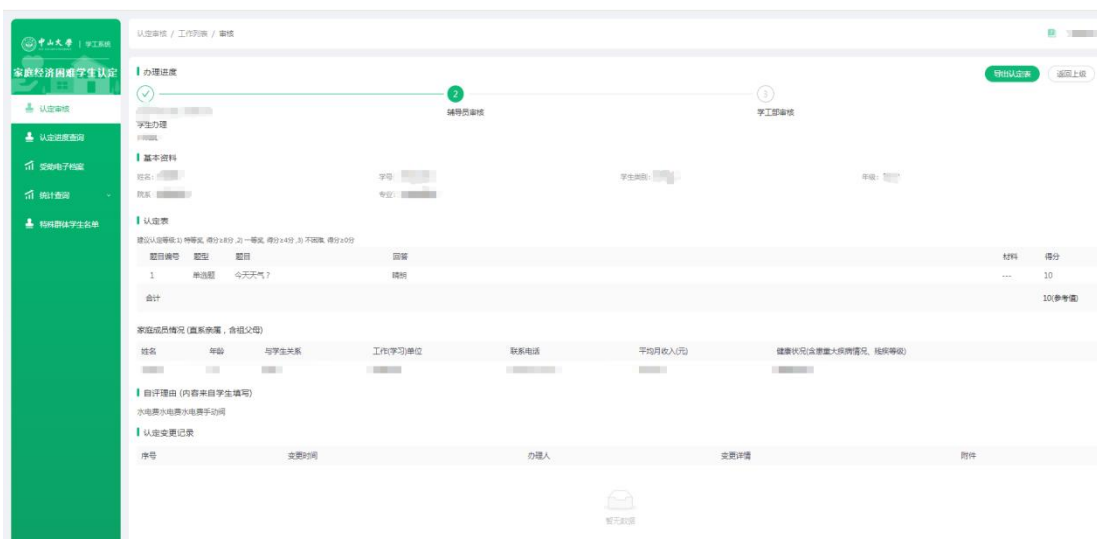 中山大学 | 学工系统
认定审核 / 工作列表 / 审核
家庭经济困难学生认定
认定审核
认定进度查询
受助电子档案
统计查询
特殊群体学生名单
办理进度
导出认定表
返回上级
2
3
学生办理
辅导员审核
学工部审核
基本资料
姓名:
学号:
学生类别:
年级:
院系:
专业:
认定表
建议认定等级:1) 特等奖, 得分≥8分 ,2) 一等奖, 得分≥4分 ,3) 不困难, 得分≥0分
题目编号 题型 题目 回答 材料 得分
1 单选题 今天天气？ 晴朗 --- 10
合计 10(参考值)
家庭成员情况 (直系亲属，含祖父母)
姓名 年龄 与学生关系 工作(学习)单位 联系电话 平均月收入(元) 健康状况(含患重大疾病情况、残疾等级)
自评理由 (内容来自学生填写)
水电费水电费水电费手动阀
认定变更记录
序号 变更时间 办理人 变更详情 附件
暂无数据